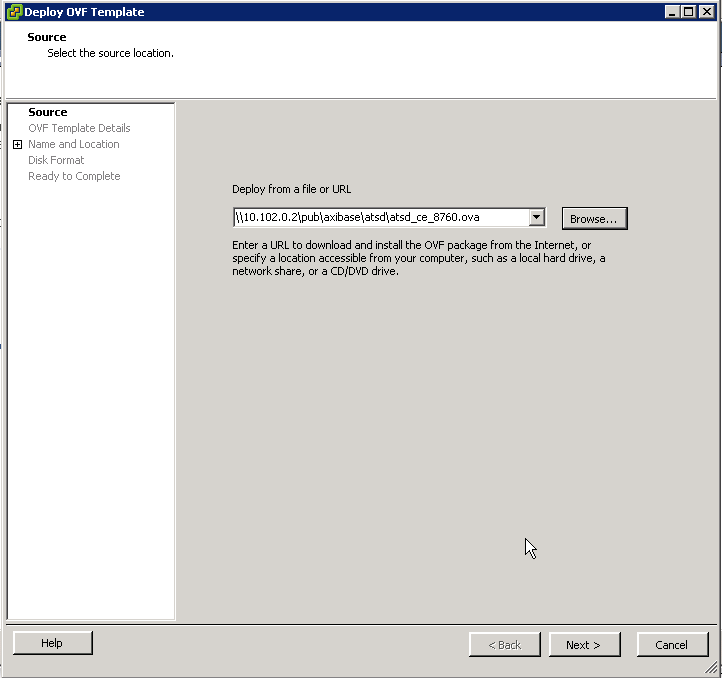 Deploy OVF Template
Source
Select the source location.
Source
OVF Template Details
Name and Location
Disk Format
Ready to Complete
Deploy from a file or URL
\\10.102.0.2\pub\axibase\atsd\atsd_ce_8760.ova
Browse...
Enter a URL to download and install the OVF package from the Internet, or
specify a location accessible from your computer, such as a local hard drive, a
network share, or a CD/DVD drive.
Help
< Back
Next >
Cancel